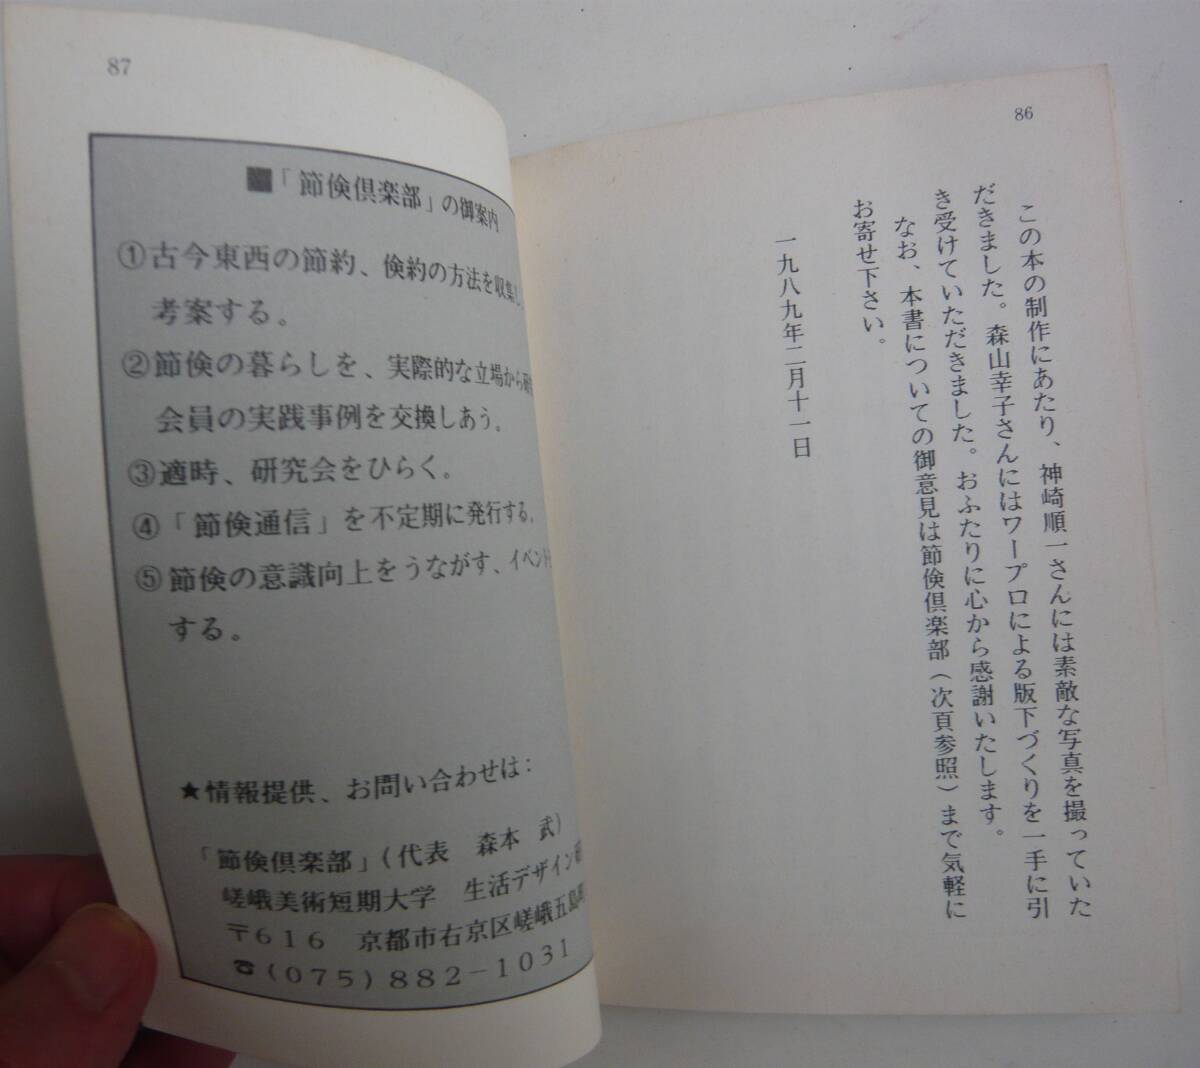 86
この本の制作にあたり、神崎順一さんには素敵な写真を撮っていた
だきました。森山幸子さんにはワープロによる版下づくりを一手に引
き受けていただきました。おふたりに心から感謝いたします。
なお、本書についての御意見は節倹倶楽部(次頁参照)まで気軽に
お寄せ下さい。
一九八九年二月十一日
87
■「節倹倶楽部」の御案内
①古今東西の節約、倹約の方法を収集し
考案する。
②節倹の暮らしを、実際的な立場から研
会員の実践事例を交換しあう。
③適時、研究会をひらく。
④「節倹通信」を不定期に発行する。
⑤節倹の意識向上をうながす、イベント
する。
★情報提供、お問い合わせは:
「節倹倶楽部」(代表 森本 武)
嵯峨美術短期大学 生活デザイン
〒616 京都市右京区嵯峨五島
☎(075)882-1031